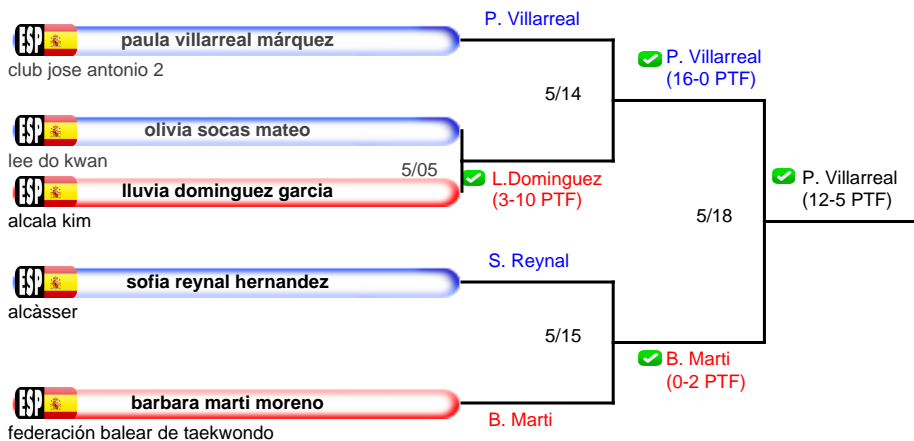 ESP paula villarreal márquez
club jose antonio 2
P. Villarreal
5/14
P. Villarreal
(16-0 PTF)
ESP olivia socas mateo
lee do kwan
5/05
ESP lluvia dominguez garcia
alcala kim
L.Dominguez
(3-10 PTF)
5/18
P. Villarreal
(12-5 PTF)
ESP sofia reynal hernandez
alcàsser
S. Reynal
5/15
B. Marti
(0-2 PTF)
ESP barbara marti moreno
federación balear de taekwondo
B. Marti